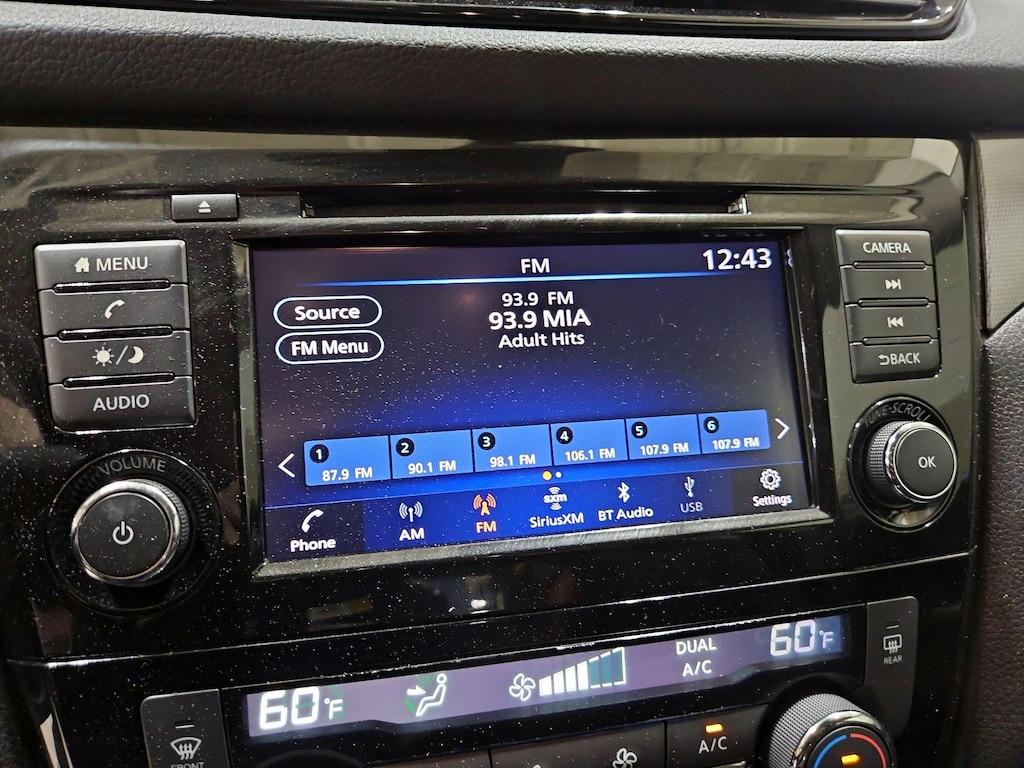 MENU
AUDIO
VOLUME
FM
12:43
Source
FM Menu
93.9 FM
93.9 MIA
Adult Hits
1
87.9 FM
2
90.1 FM
3
98.1 FM
4
106.1 FM
5
107.9 FM
6
107.9 FM
Phone
AM
FM
sxm
SiriusXM
BT Audio
USB
Settings
CAMERA
BACK
TUNE·SCROLL
OK
60°F
DUAL
A/C
60°F
REAR
FRONT
A/C